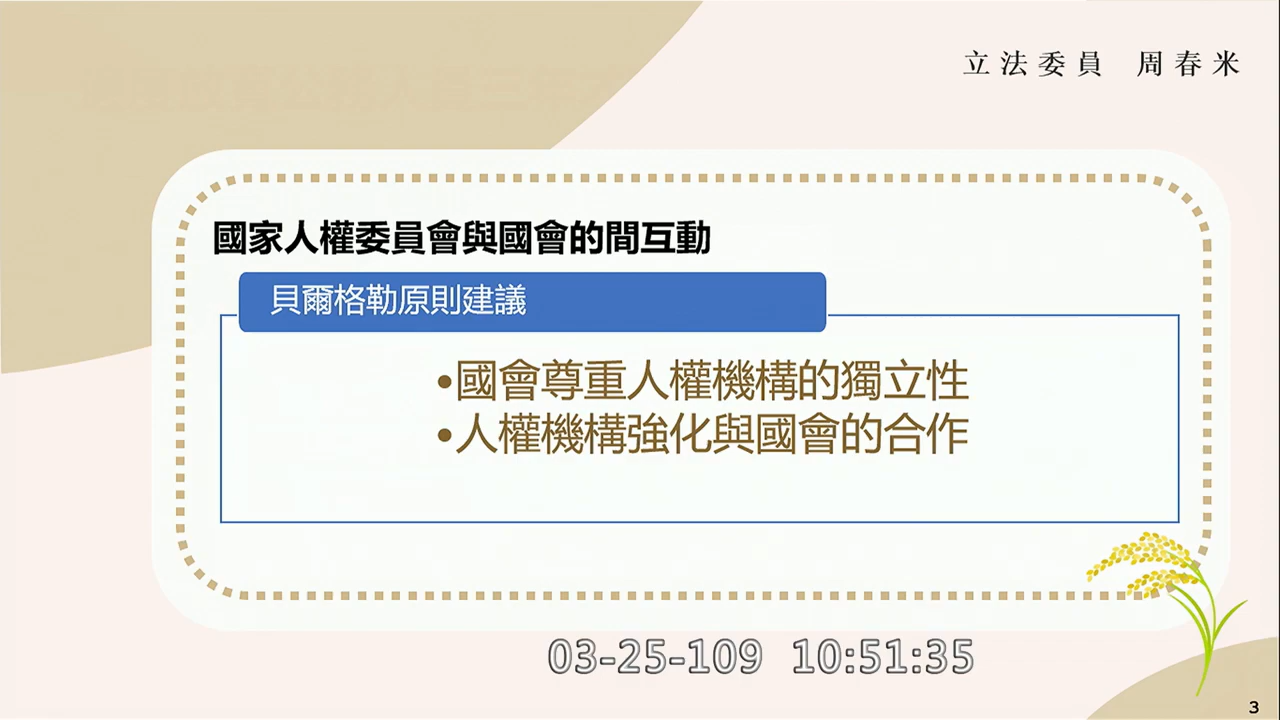 立法委員 周春米
國家人權委員會與國會的間互動
貝爾格勒原則建議
•國會尊重人權機構的獨立性
•人權機構強化與國會的合作
03-25-109 10:51:35
3